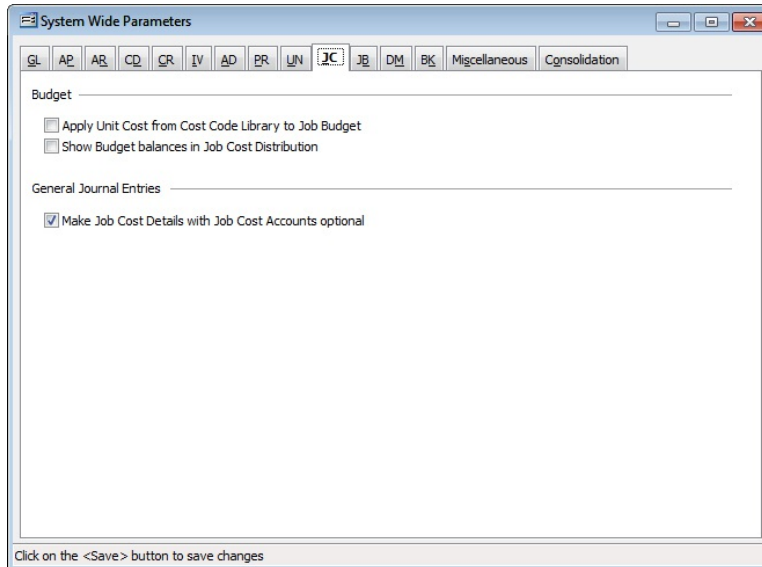 System Wide Parameters
GL AP AR CD CR IV AD PR UN JC JB DM BK Miscellaneous Consolidation
Budget
Apply Unit Cost from Cost Code Library to Job Budget
Show Budget balances in Job Cost Distribution
General Journal Entries
Make Job Cost Details with Job Cost Accounts optional
Click on the <Save> button to save changes